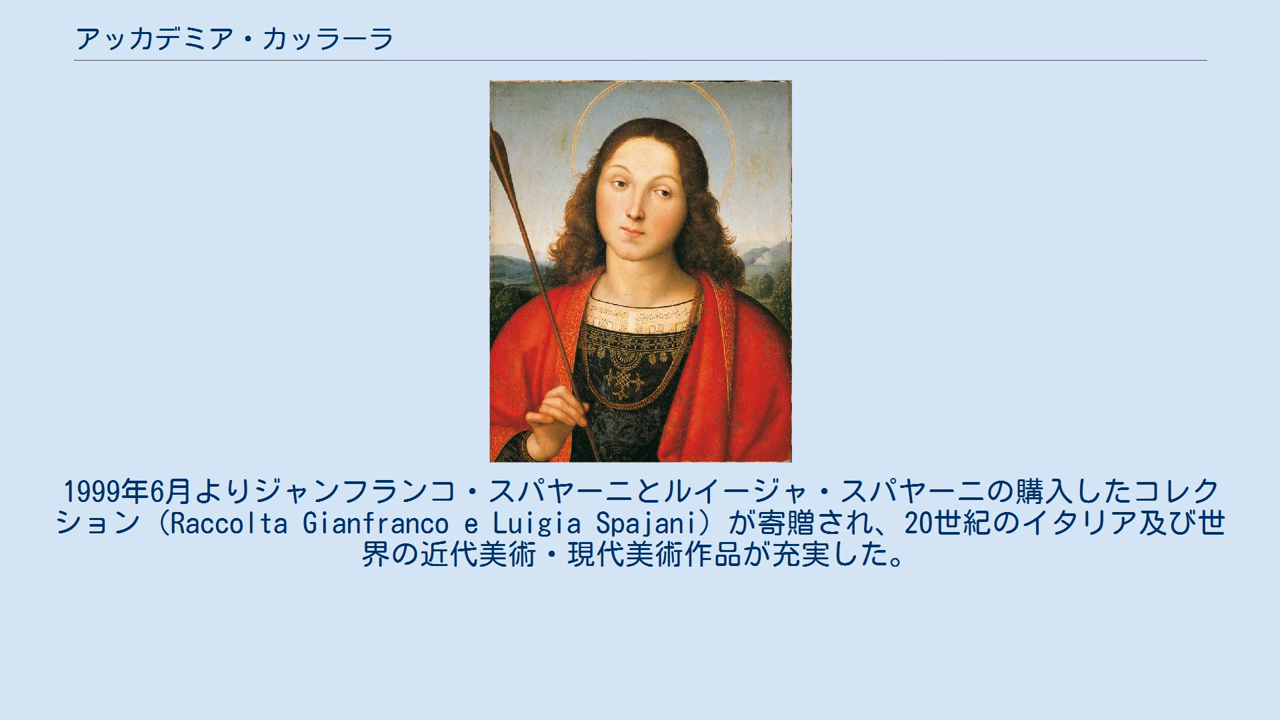 アッカデミア・カッラーラ
1999年6月よりジャンフランコ・スパヤーニとルイージャ・スパヤーニの購入したコレク
ション（Raccolta Gianfranco e Luigia Spajani）が寄贈され、20世紀のイタリア及び世
界の近代美術・現代美術作品が充実した。